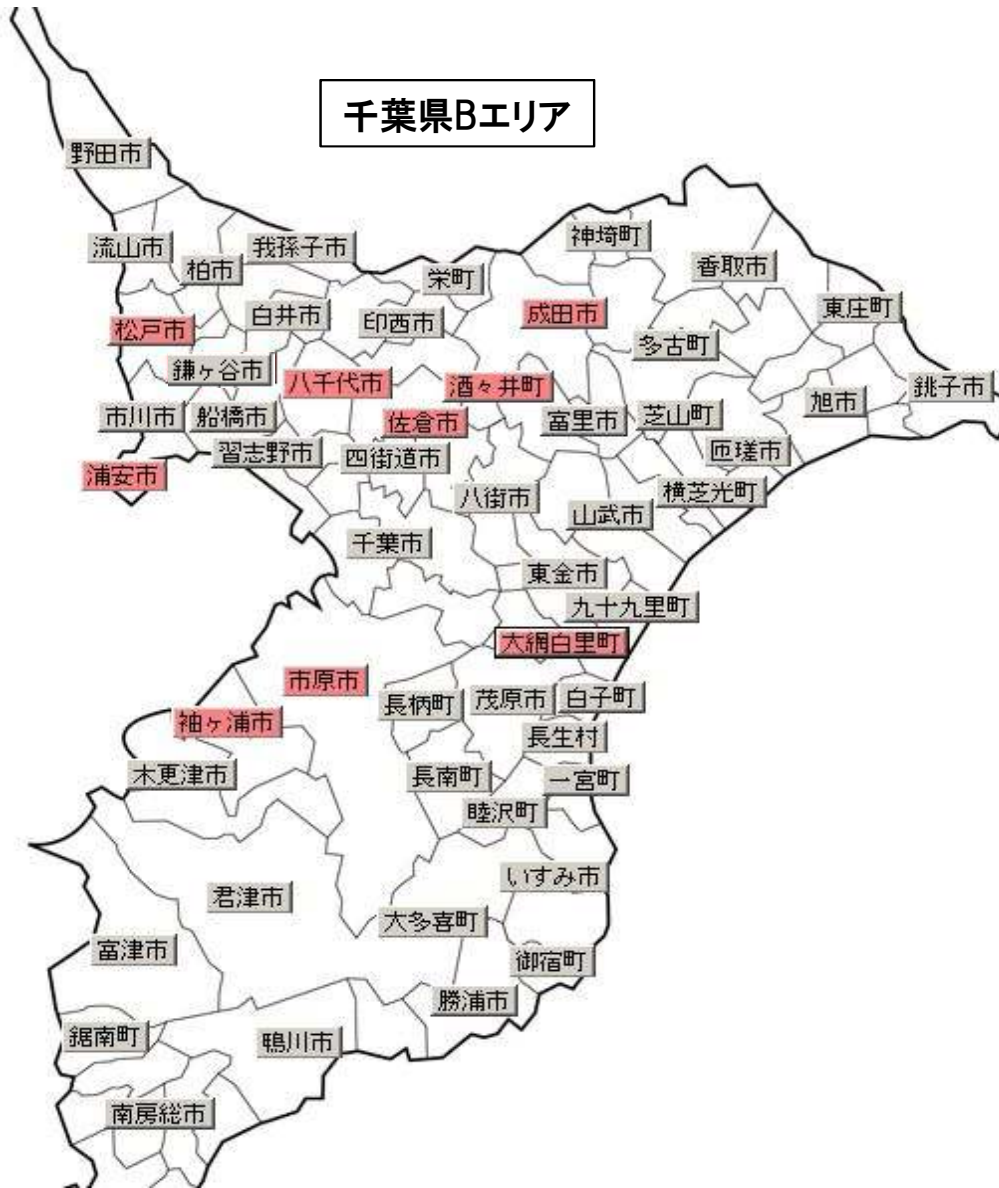 千葉県Bエリア
野田市
神埼町
流山市
我孫子市
柏市
香取市
栄町
成田市
東庄町
白井市
印西市
松戸市
多古町
鎌ヶ谷市
八千代市
酒々井町
銚子市
旭市
市川市
船橋市
佐倉市
富里市
芝山町
習志野市
四街道市
匝瑳市
浦安市
八街市
横芝光町
山武市
千葉市
東金市
九十九里町
大網白里町
市原市
長柄町
茂原市
白子町
袖ヶ浦市
長生村
木更津市
長南町
一宮町
睦沢町
いすみ市
君津市
大多喜町
富津市
御宿町
勝浦市
鋸南町
鴨川市
南房総市